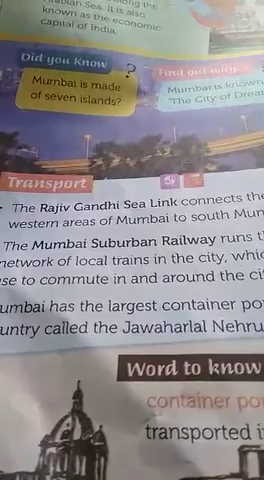 along the
Arabian Sea. It is also
known as the economic
capital of India.
Did you Know
?
Mumbai is made
of seven islands?
Find out why...
Mumbai is known
The City of Drea
Transport
The Rajiv Gandhi Sea Link connects the
western areas of Mumbai to south Mum
The Mumbai Suburban Railway runs t
network of local trains in the city, whic
use to commute in and around the ci
umbai has the largest container po
untry called the Jawaharlal Nehru
Word to know
container por
transported i